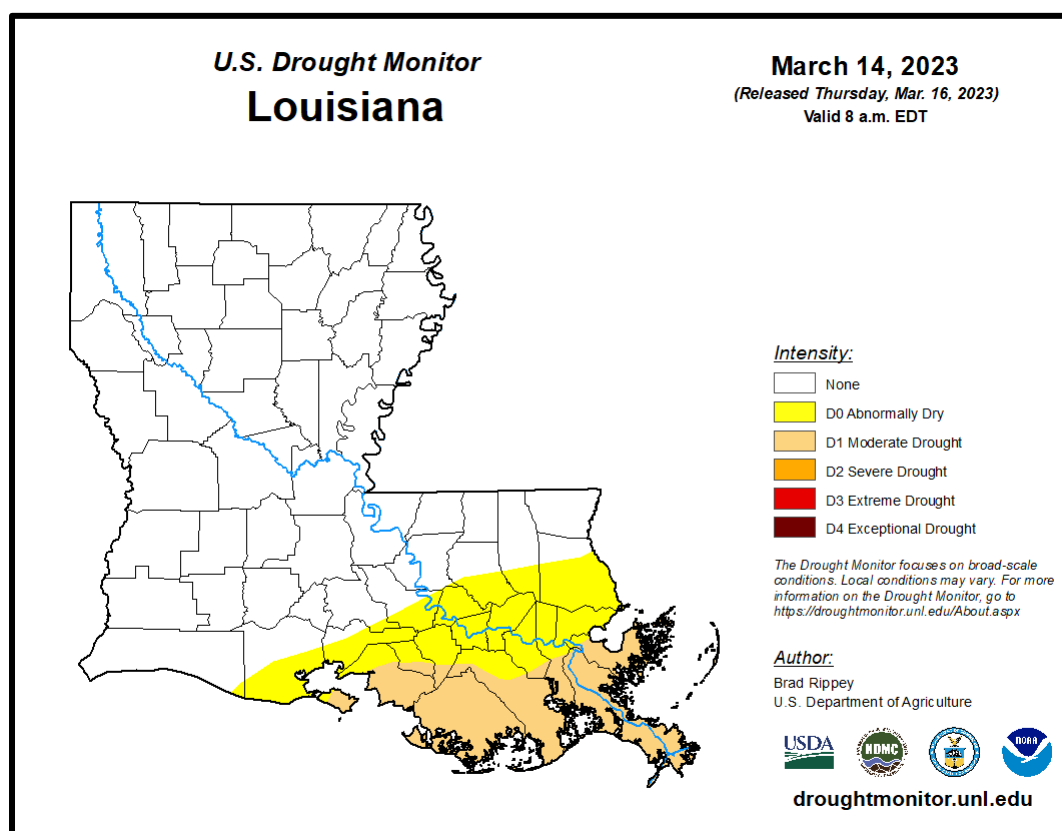 U.S. Drought Monitor
Louisiana
March 14, 2023
(Released Thursday, Mar. 16, 2023)
Valid 8 a.m. EDT
Intensity:
None
D0 Abnormally Dry
D1 Moderate Drought
D2 Severe Drought
D3 Extreme Drought
D4 Exceptional Drought
The Drought Monitor focuses on broad-scale
conditions. Local conditions may vary. For more
information on the Drought Monitor, go to
https://droughtmonitor.unl.edu/About.aspx
Author:
Brad Rippey
U.S. Department of Agriculture
USDA
NDMC
NOAA
droughtmonitor.unl.edu